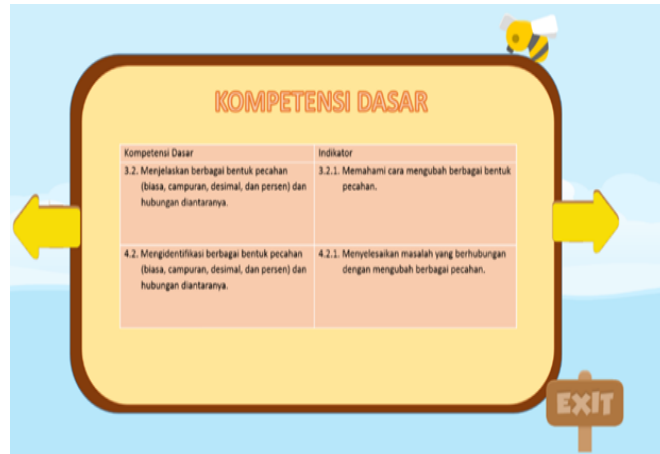 KOMPETENSI DASAR
Kompetensi Dasar
Indikator
3.2. Menjelaskan berbagai bentuk pecahan
(biasa, campuran, desimal, dan persen) dan
hubungan diantaranya.
3.2.1. Memahami cara mengubah berbagai bentuk
pecahan.
4.2. Mengidentifikasi berbagai bentuk pecahan
(biasa, campuran, desimal, dan persen) dan
hubungan diantaranya.
4.2.1. Menyelesaikan masalah yang berhubungan
dengan mengubah berbagai pecahan.
EXIT